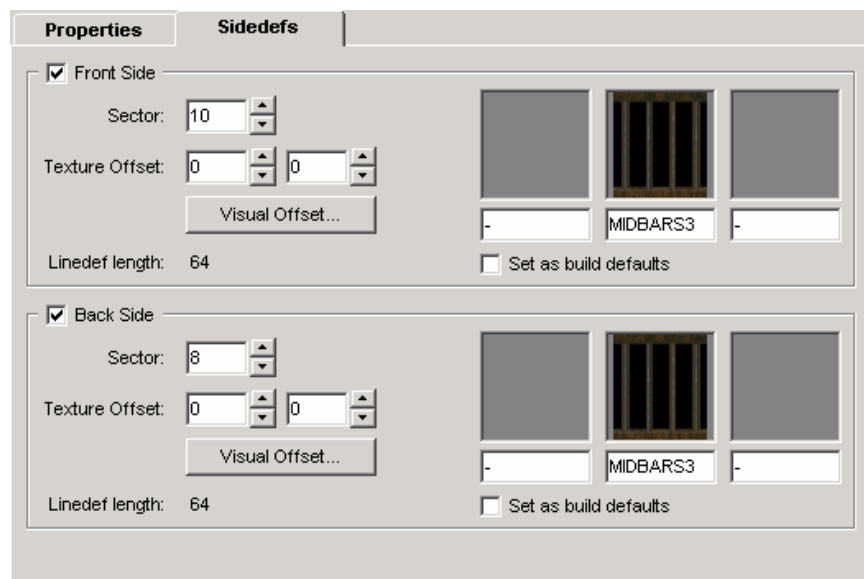 Properties Sidedefs
Front Side
Sector: 10
Texture Offset: 0 0
Visual Offset...
- MIDBARS3 -
Linedef length: 64 Set as build defaults
Back Side
Sector: 8
Texture Offset: 0 0
Visual Offset...
- MIDBARS3 -
Linedef length: 64 Set as build defaults